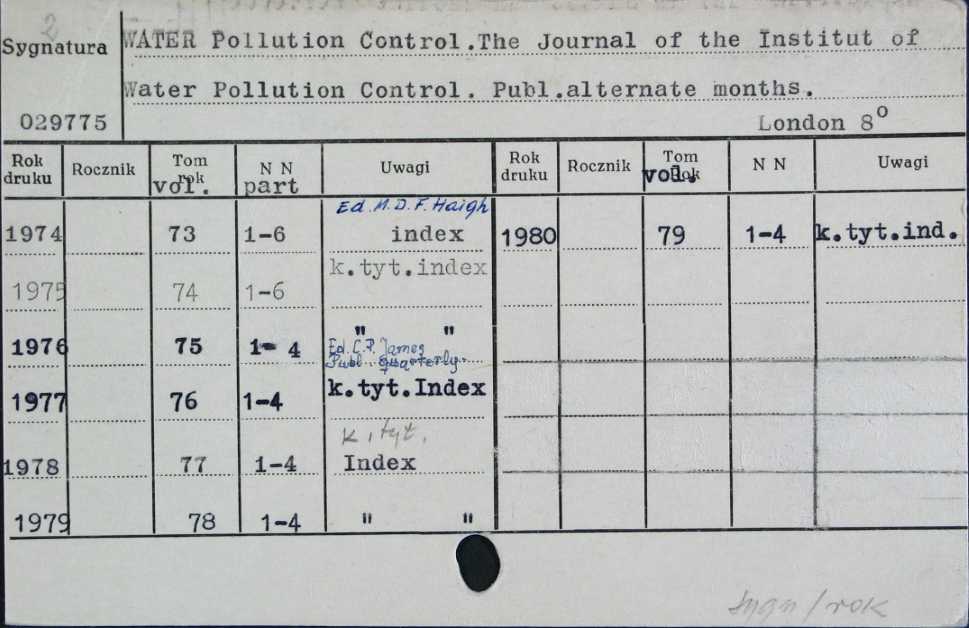 2
Sygnatura WATER Pollution Control.The Journal of the Institut of
Water Pollution Control. Publ.alternate months.
029775 London 8o
Rok druku Rocznik Tom rok vol. N N part Uwagi Rok druku Rocznik Tom Rok vol. N N Uwagi
Ed. M.D.F. Haigh
1974 73 1-6 index 1980 79 1-4 k.tyt.ind.
k.tyt.index
1975 74 1-6
" "
1976 75 1- 4 Ed. C.P. James
Publ. quarterly.
k.tyt.Index
1977 76 1-4
k. tyt.
1978 77 1-4 Index
1979 78 1-4 " "
sygn/rok